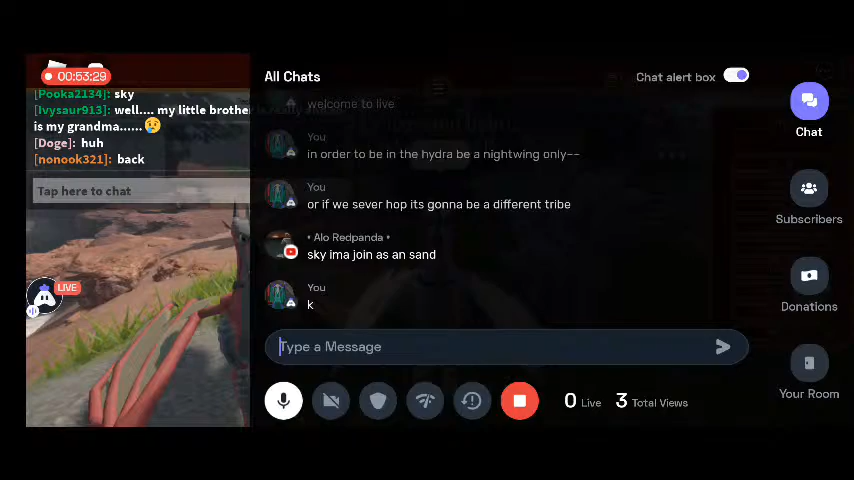 00:53:29
[Pooka2134]: sky
[Ivysaur913]: well.... my little brother
is my grandma......😢
[Doge]: huh
[nonook321]: back
Tap here to chat
LIVE
All Chats
Chat alert box
welcome to live
You
in order to be in the hydra be a nightwing only--
You
or if we sever hop its gonna be a different tribe
• Alo Redpanda •
sky ima join as an sand
You
k
Type a Message
0 Live 3 Total Views
Chat
Subscribers
Donations
Your Room